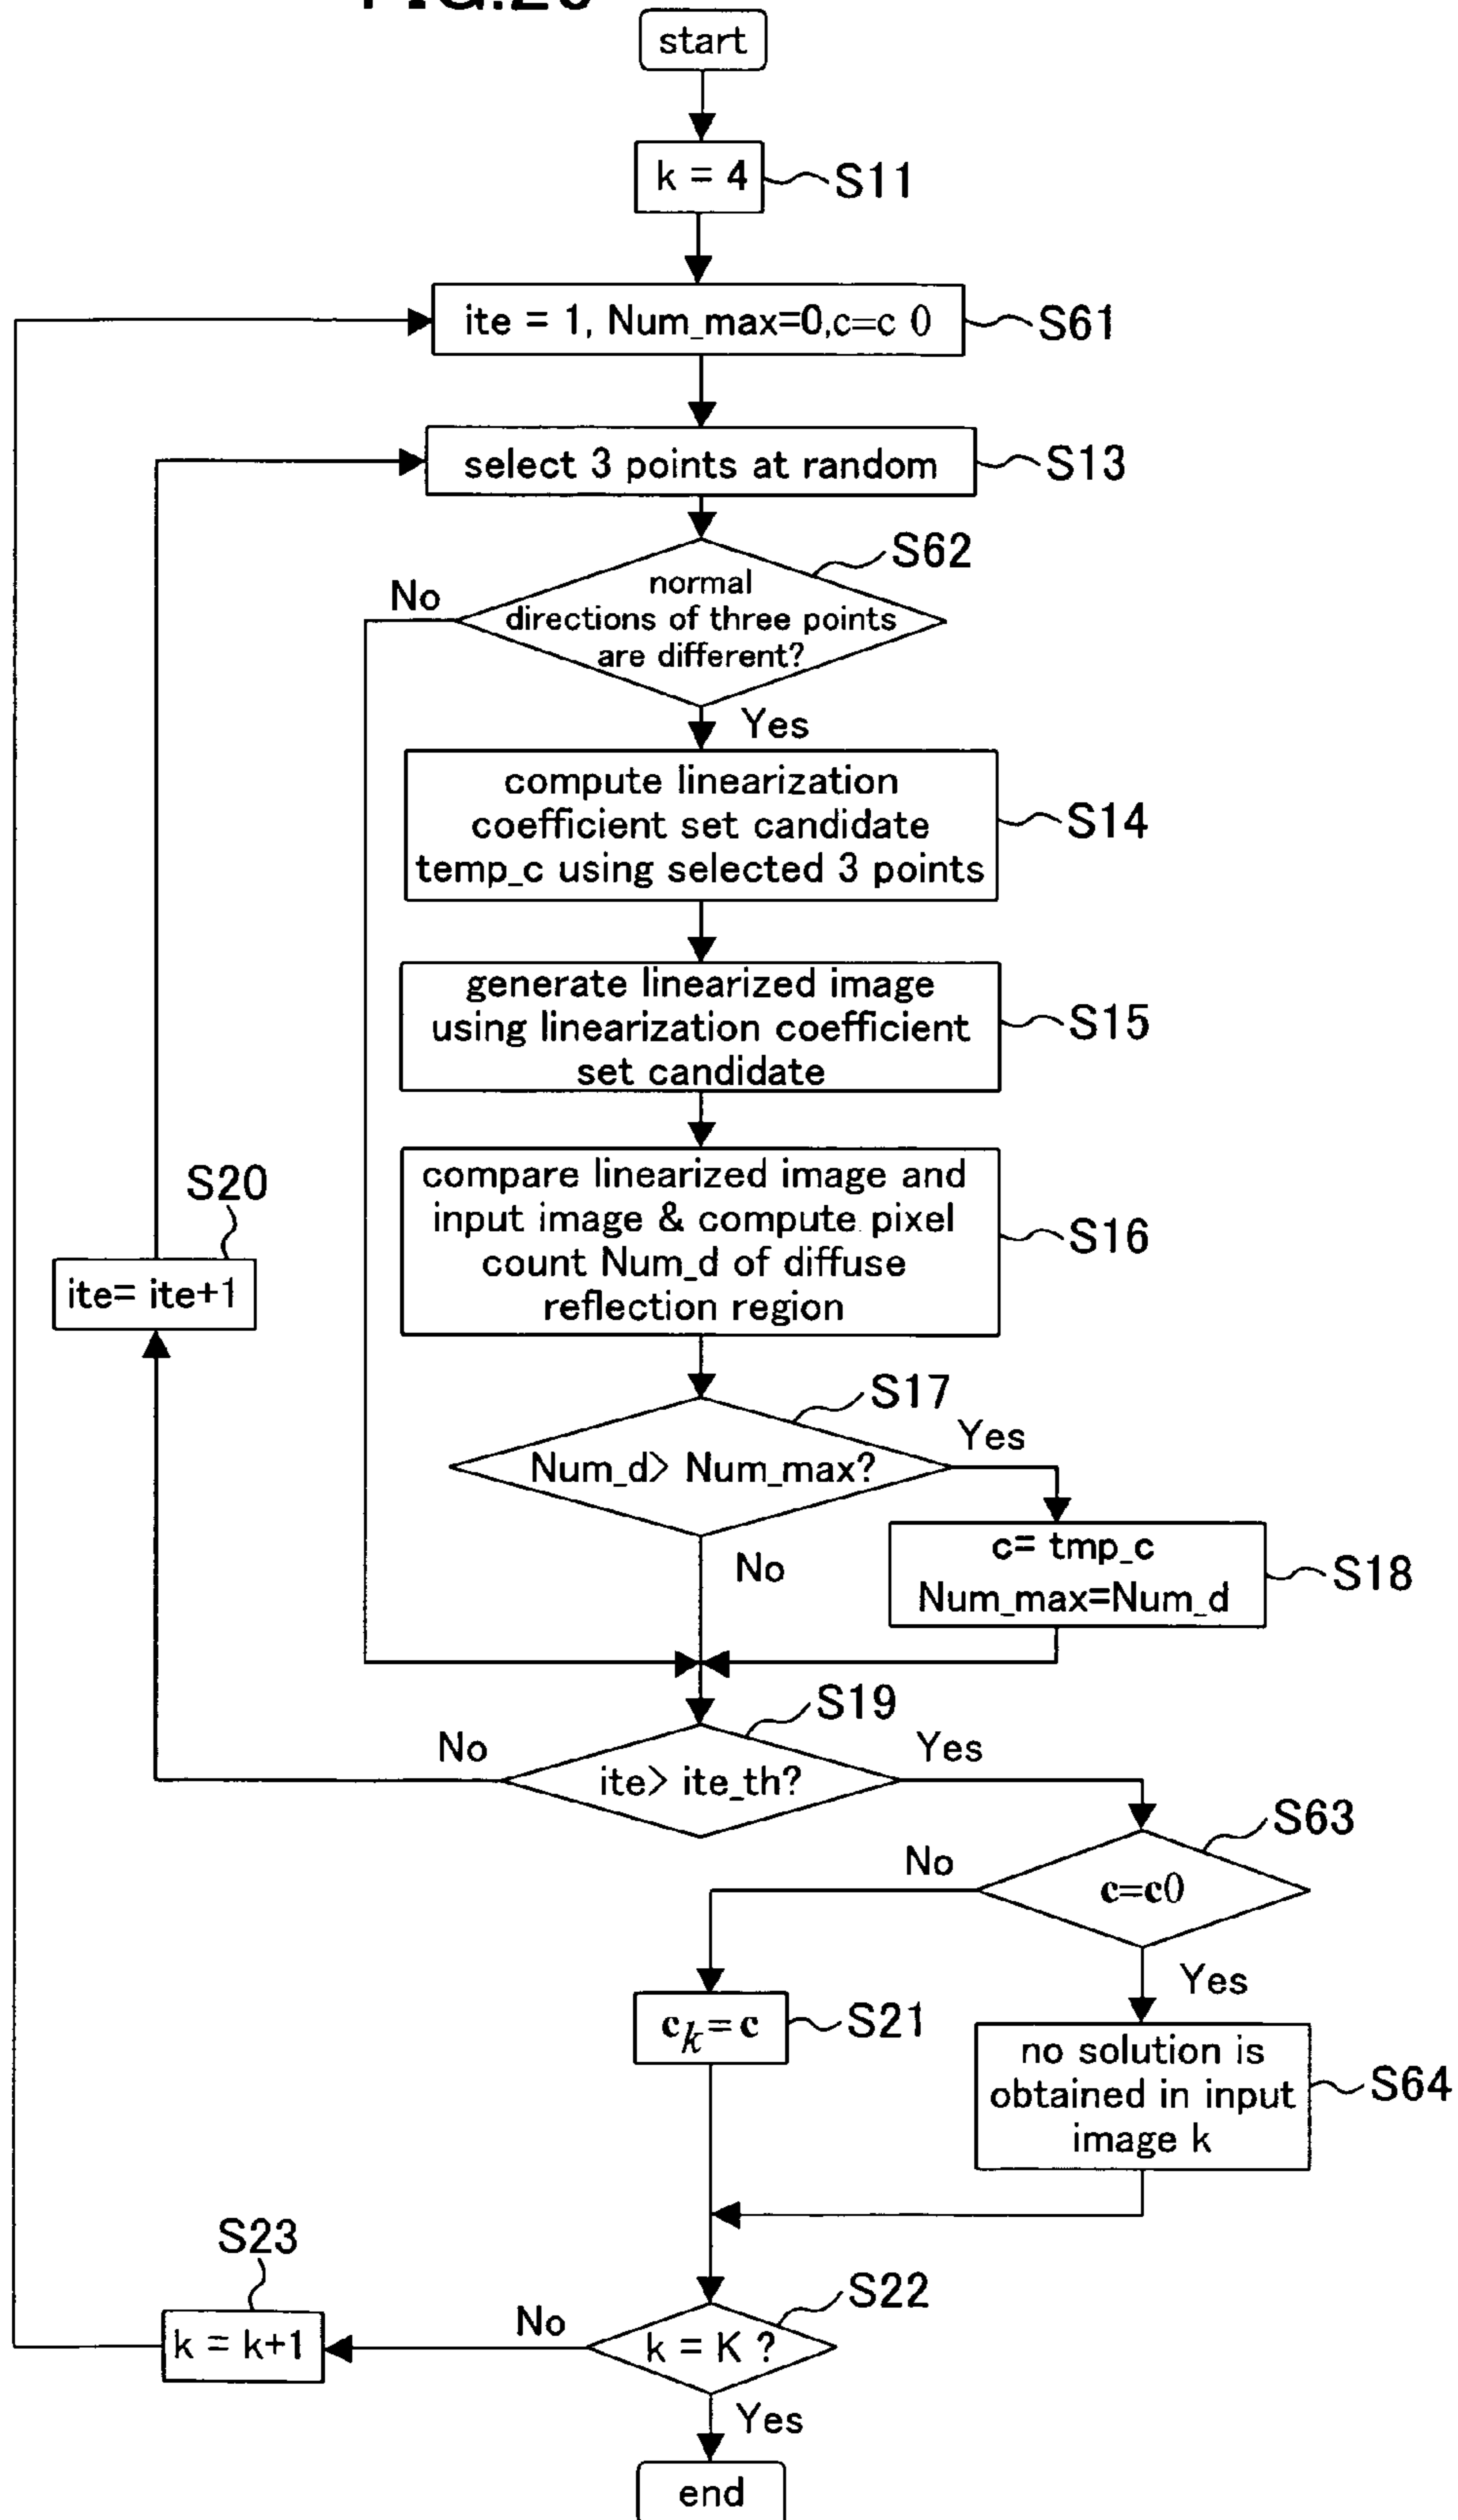 start
k = 4
S11
ite = 1, Num_max=0,c=c 0
S61
select 3 points at random
S13
S62
No
normal
directions of three points
are different?
Yes
compute linearization
coefficient set candidate
temp_c using selected 3 points
S14
generate linearized image
using linearization coefficient
set candidate
S15
compare linearized image and
input image & compute pixel
count Num_d of diffuse
reflection region
S16
S20
ite= ite+1
S17
Num_d> Num_max?
Yes
No
c= tmp_c
Num_max=Num_d
S18
S19
No
ite> ite_th?
Yes
S63
No
c=c0
Yes
ck=c
S21
no solution is
obtained in input
image k
S64
S23
k = k+1
S22
No
k = K ?
Yes
end